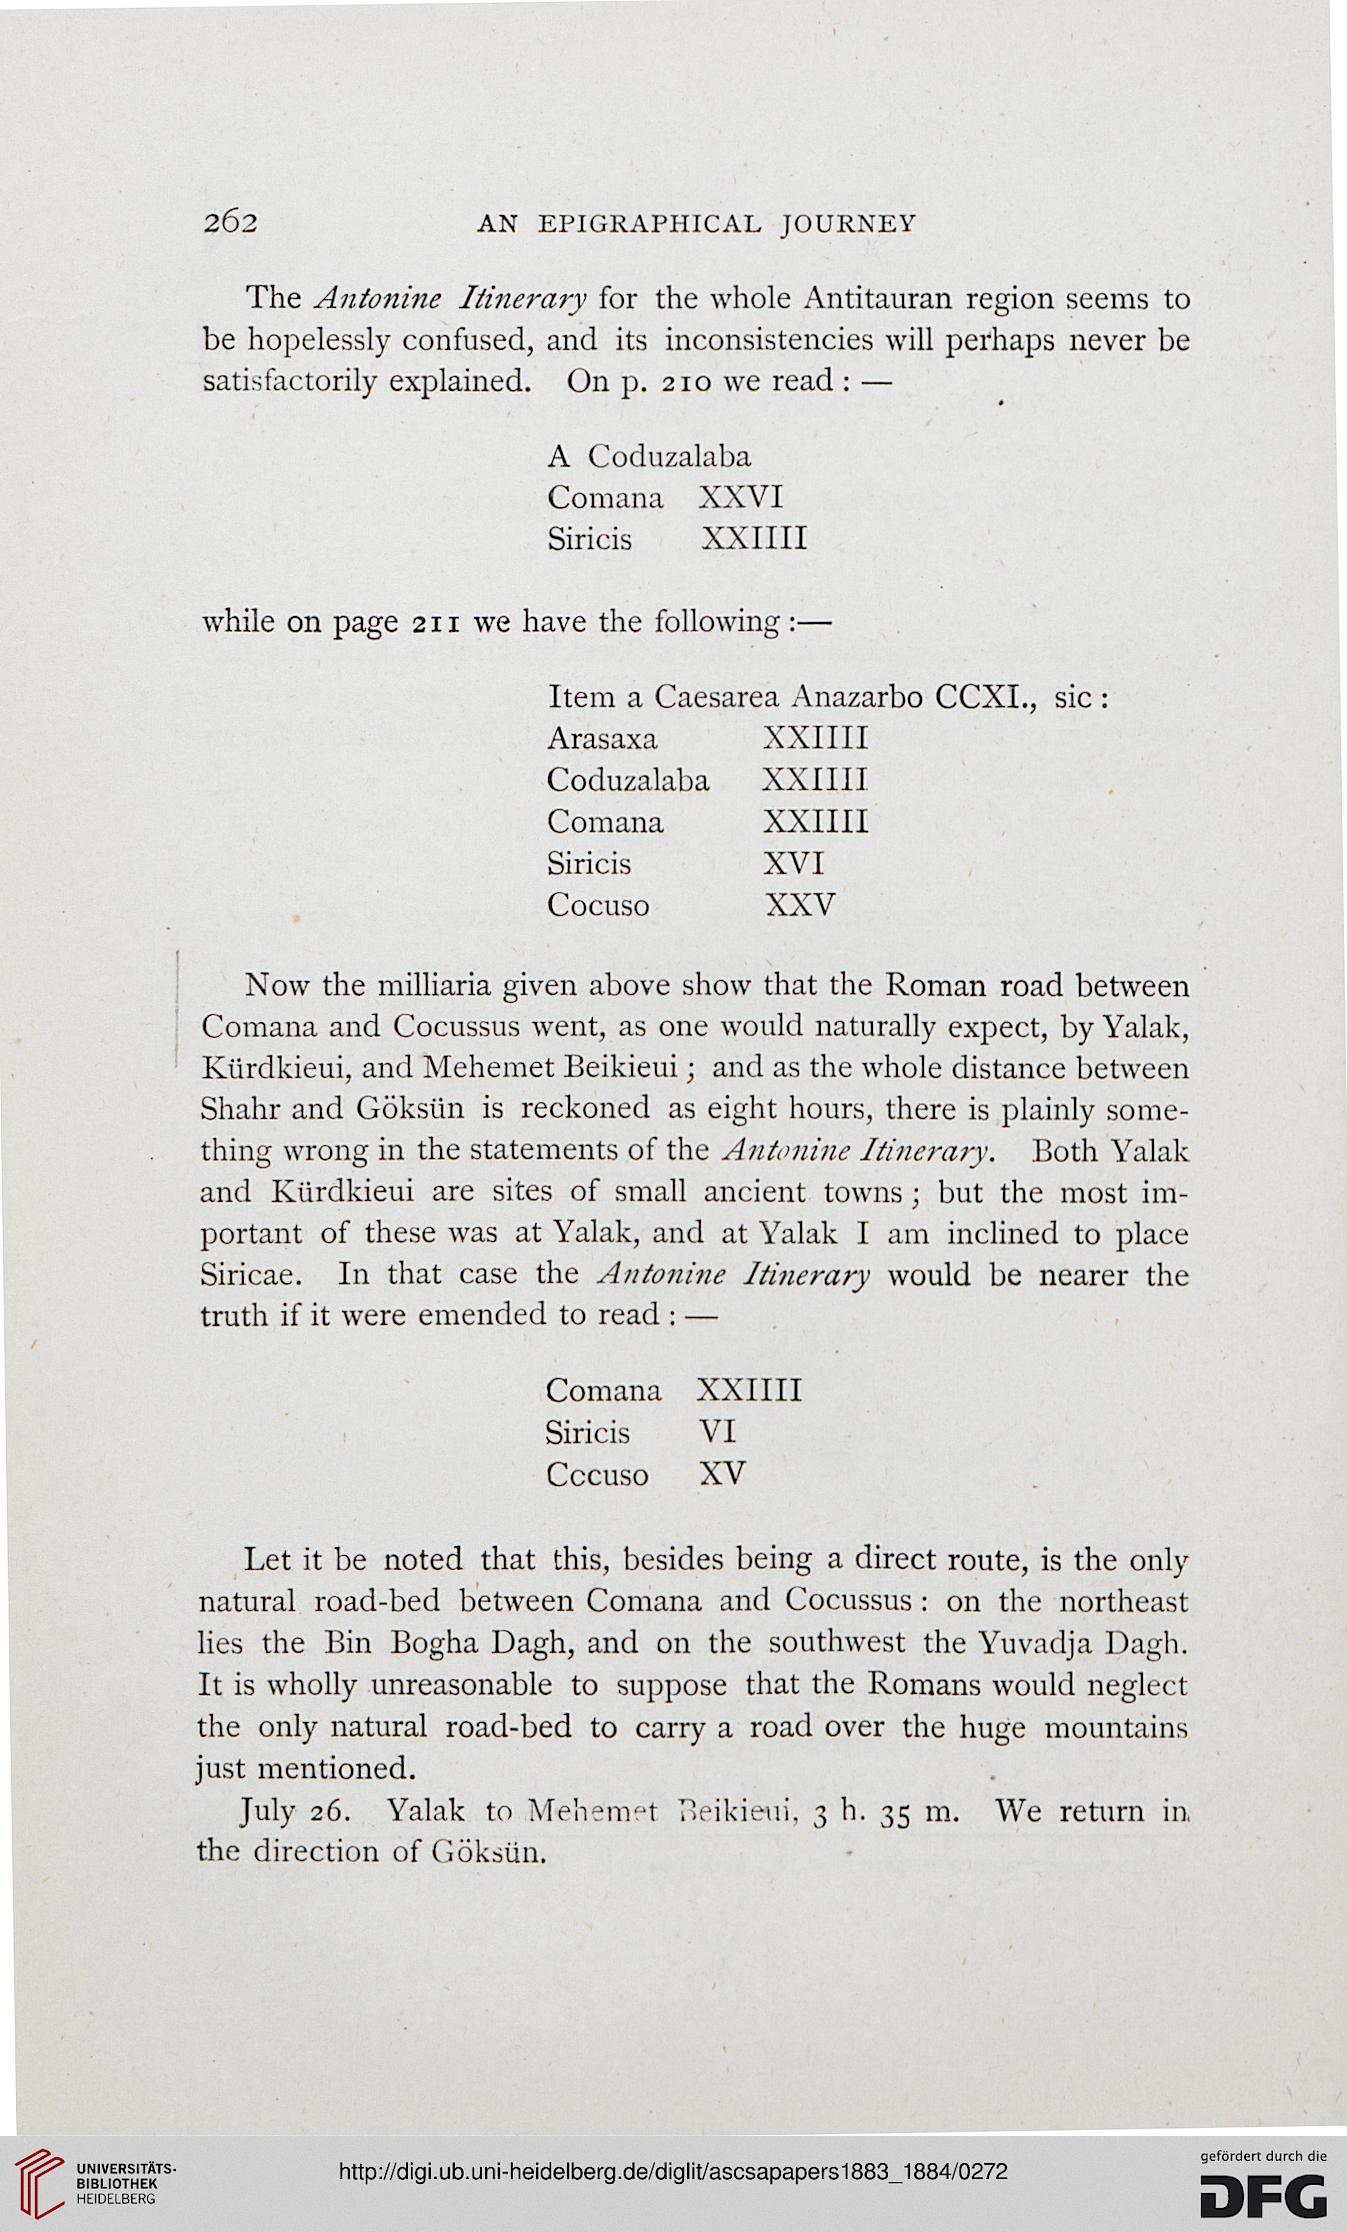 262 AN EPIGRAPHICAL JOURNEY
The Antonine Itinerary for the whole Antitauran region seems to
be hopelessly confused, and its inconsistencies will perhaps never be
satisfactorily explained. On p. 210 we read : —
A Coduzalaba
Comana XXVI
Siricis XXIIII
while on page 211 we have the following :—
Item a Caesarea Anazarbo CCXI., sic :
Arasaxa XXIIII
Coduzalaba XXIIII
Comana XXIIII
Siricis XVI
Cocuso XXV
Now the milliaria given above show that the Roman road between
Comana and Cocussus went, as one would naturally expect, by Yalak,
Kürdkieui, and Mehemet Beikieui ; and as the whole distance between
Shahr and Göksün is reckoned as eight hours, there is plainly some-
thing wrong in the statements of the Antonine Itinerary. Both Yalak
and Kürdkieui are sites of small ancient towns ; but the most im-
portant of these was at Yalak, and at Yalak I am inclined to place
Siricae. In that case the Antonine Itinerary would be nearer the
truth if it were emended to read : —
Comana XXIIII
Siricis VI
Cccuso XV
Let it be noted that this, besides being a direct route, is the only
natural road-bed between Comana and Cocussus : on the northeast
lies the Bin Bogha Dagh, and on the southwest the Yuvadja Dagh.
It is wholly unreasonable to suppose that the Romans would neglect
the only natural road-bed to carry a road over the huge mountains
just mentioned.
July 26. Yalak to Mehemet Beikieui, 3 h. 35 m. We return in
the direction of Göksün.
UNIVERSITÄTS-
BIBLIOTHEK
HEIDELBERG
http://digi.ub.uni-heidelberg.de/diglit/ascsapapers1883_1884/0272
gefördert durch die
DFG